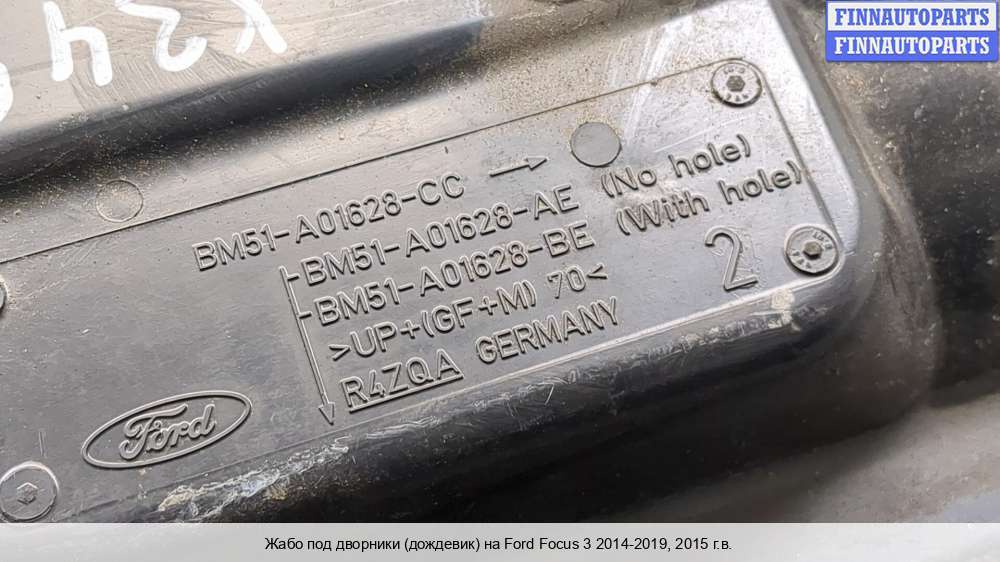 FINNAUTOPARTS
FINNAUTOPARTS
X24
BM51-A01628-CC
BM51-A01628-AE (No hole)
BM51-A01628-BE (With hole)
>UP+(GF+M) 70<
R4ZQA GERMANY
2
Ford
Жабо под дворники (дождевик) на Ford Focus 3 2014-2019, 2015 г.в.